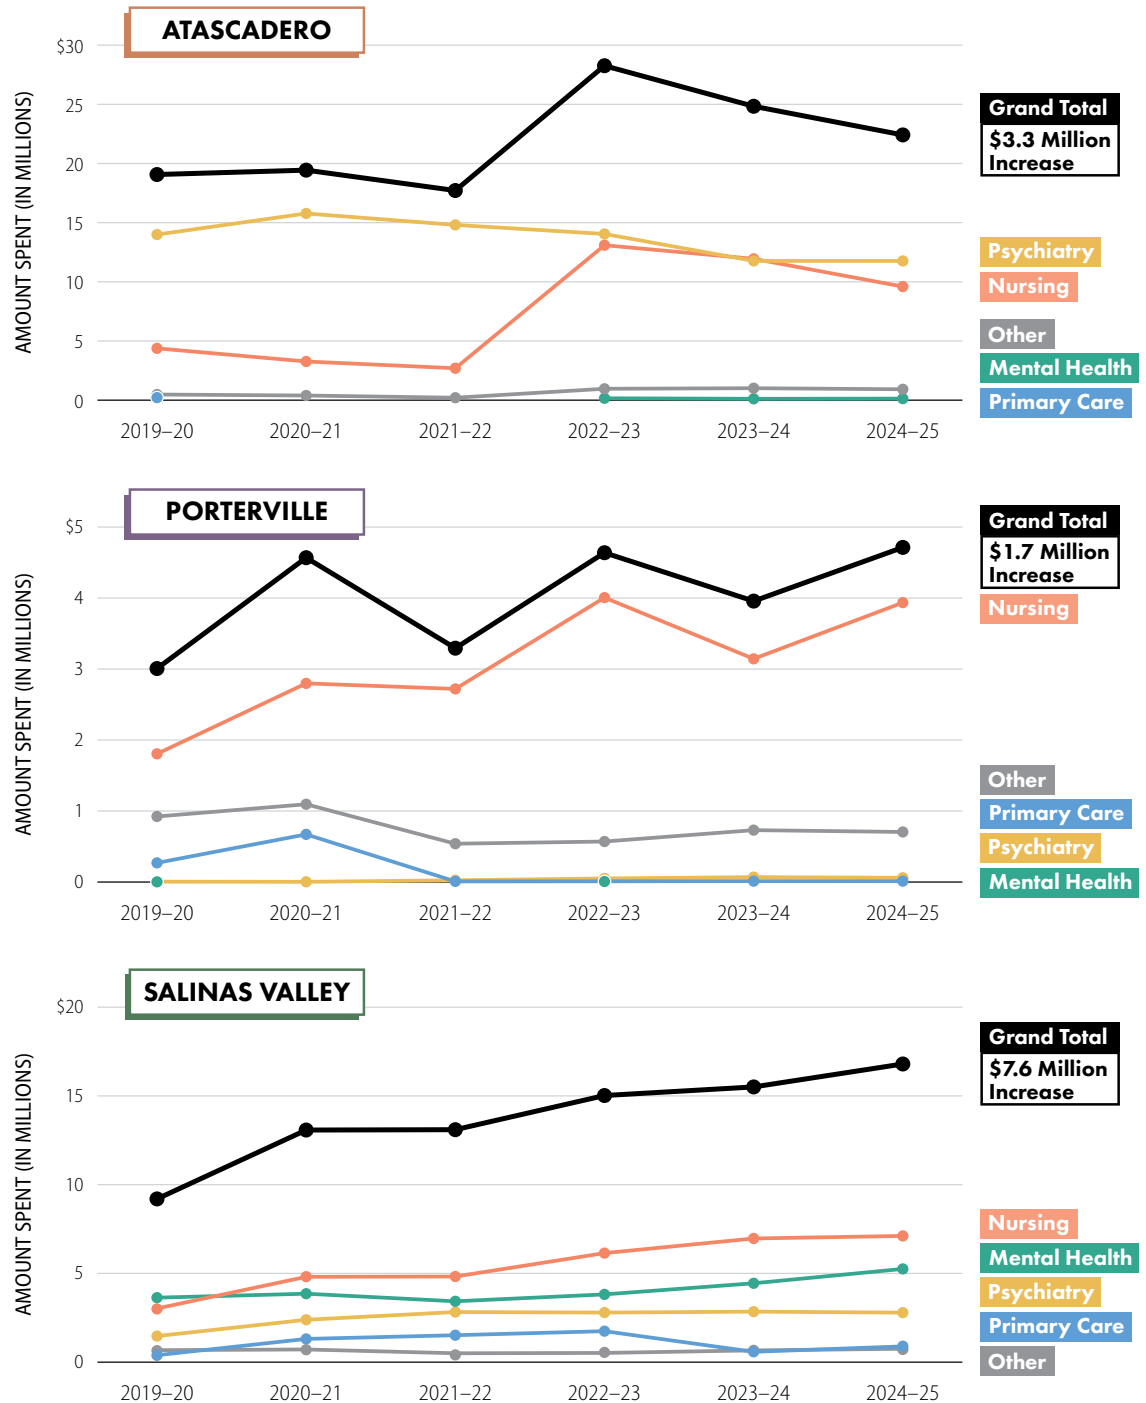 ATASCADERO
$30
25
20
15
10
5
0
AMOUNT SPENT (IN MILLIONS)
2019–20 2020–21 2021–22 2022–23 2023–24 2024–25
Grand Total
$3.3 Million
Increase
Psychiatry
Nursing
Other
Mental Health
Primary Care
PORTERVILLE
$5
4
3
2
1
0
AMOUNT SPENT (IN MILLIONS)
2019–20 2020–21 2021–22 2022–23 2023–24 2024–25
Grand Total
$1.7 Million
Increase
Nursing
Other
Primary Care
Psychiatry
Mental Health
SALINAS VALLEY
$20
15
10
5
0
AMOUNT SPENT (IN MILLIONS)
2019–20 2020–21 2021–22 2022–23 2023–24 2024–25
Grand Total
$7.6 Million
Increase
Nursing
Mental Health
Psychiatry
Primary Care
Other